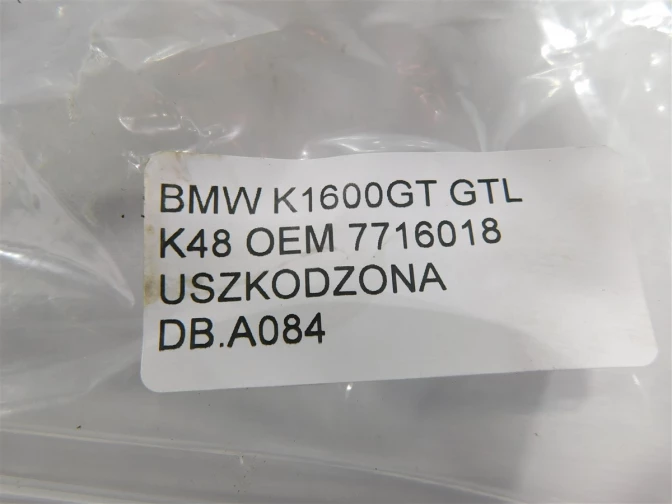 BMW K1600GT GTL
K48 OEM 7716018
USZKODZONA
DB.A084